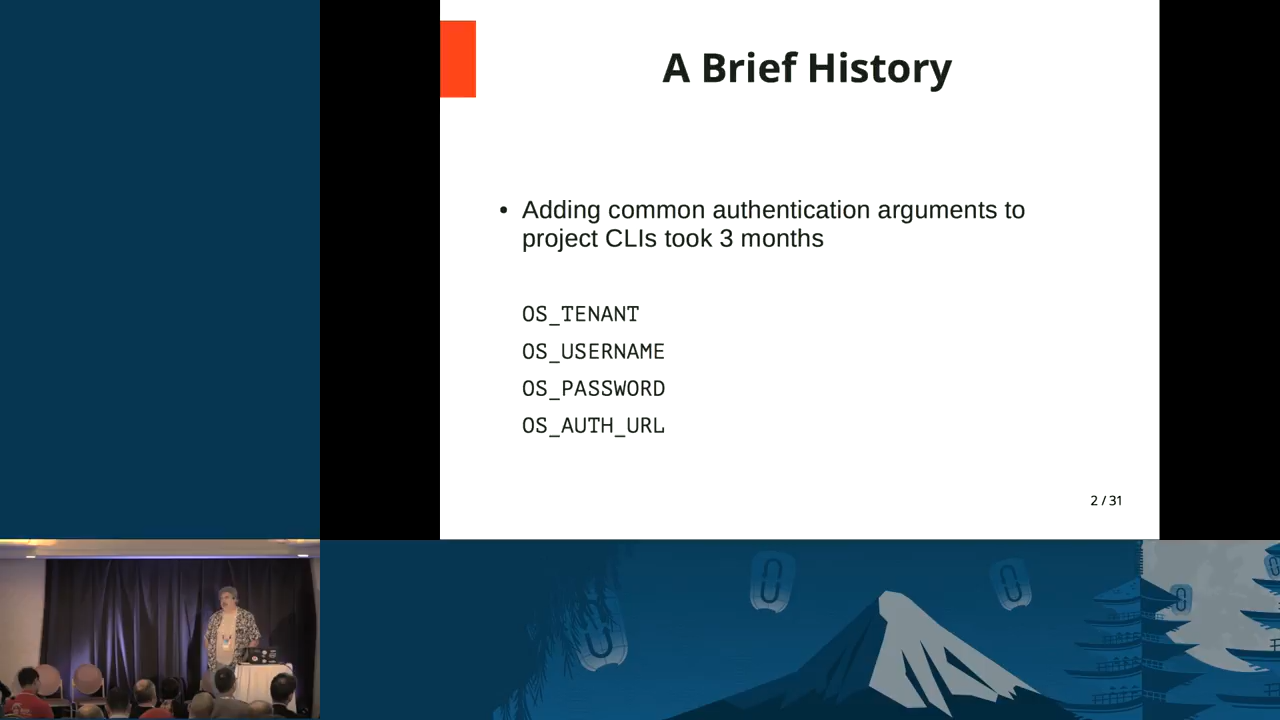 A Brief History
• Adding common authentication arguments to
project CLIs took 3 months
OS_TENANT
OS_USERNAME
OS_PASSWORD
OS_AUTH_URL
2 / 31